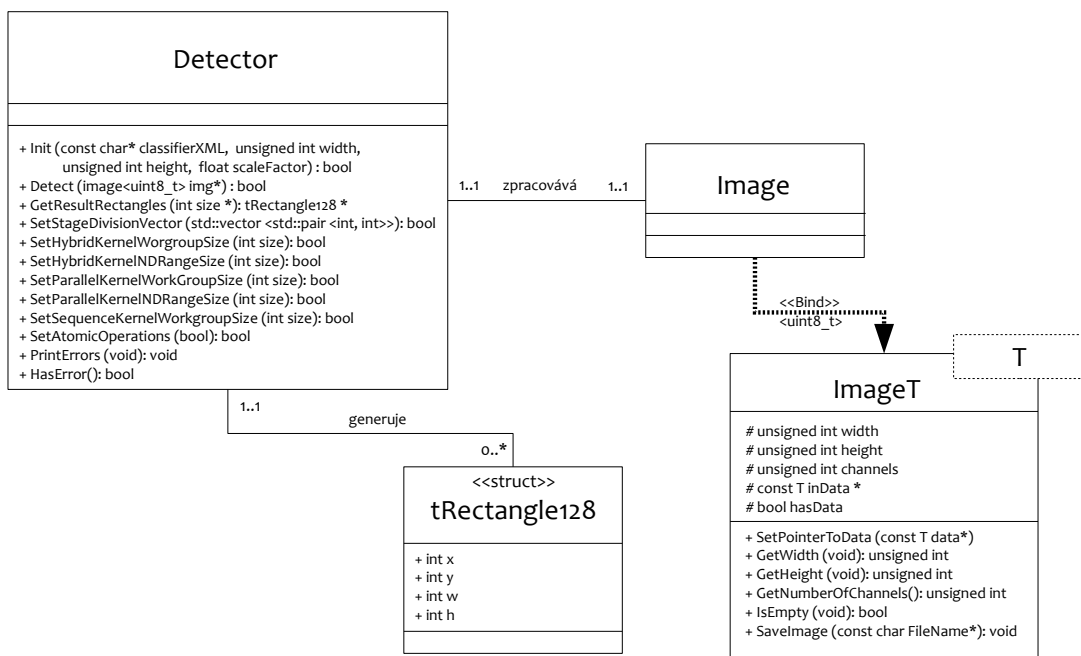 Detector
+ Init (const char* classifierXML, unsigned int width,
unsigned int height, float scaleFactor) : bool
+ Detect (image<uint8_t> img*) : bool
+ GetResultRectangles (int size *): tRectangle128 *
+ SetStageDivisionVector (std::vector <std::pair <int, int>>): bool
+ SetHybridKernelWorgroupSize (int size): bool
+ SetHybridKernelNDRangeSize (int size): bool
+ SetParallelKernelWorkGroupSize (int size): bool
+ SetParallelKernelNDRangeSize (int size): bool
+ SetSequenceKernelWorkgroupSize (int size): bool
+ SetAtomicOperations (bool): bool
+ PrintErrors (void): void
+ HasError(): bool
1..1 zpracovává 1..1
Image
<<Bind>>
<uint8_t>
T
ImageT
# unsigned int width
# unsigned int height
# unsigned int channels
# const T inData *
# bool hasData
+ SetPointerToData (const T data*)
+ GetWidth (void): unsigned int
+ GetHeight (void): unsigned int
+ GetNumberOfChannels(): unsigned int
+ IsEmpty (void): bool
+ SaveImage (const char FileName*): void
1..1
generuje
0..*
<<struct>>
tRectangle128
+ int x
+ int y
+ int w
+ int h